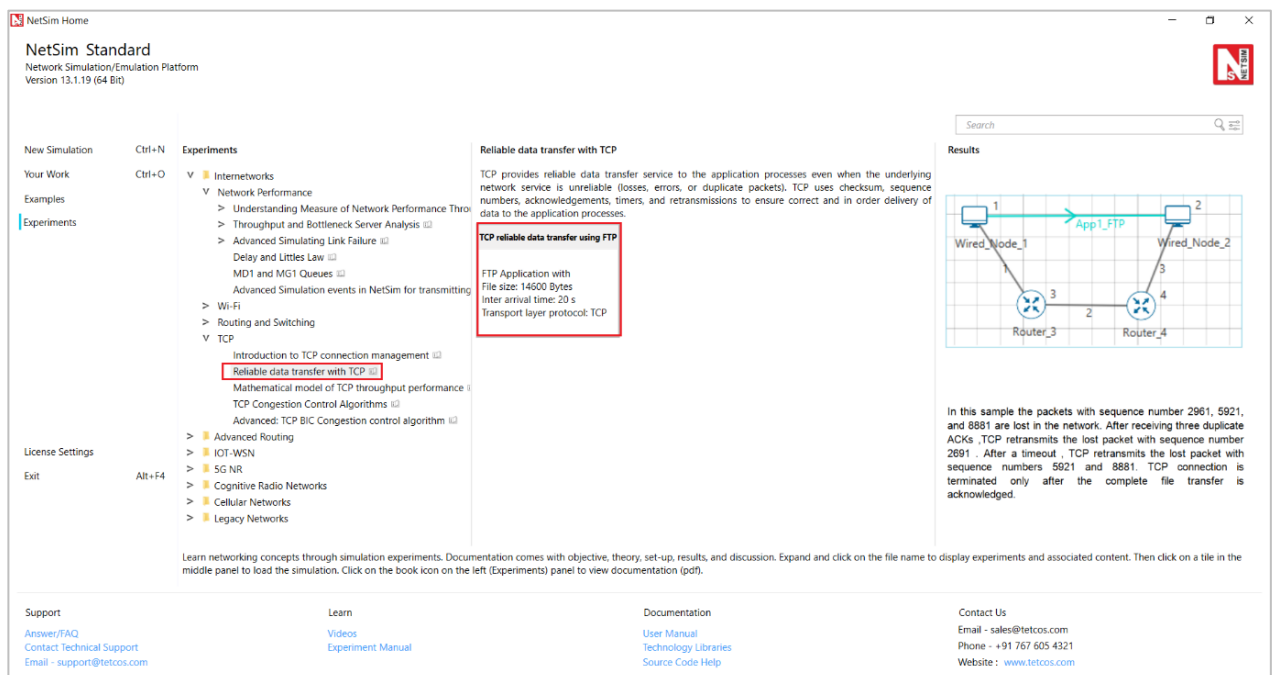 NetSim Home
NetSim Standard
Network Simulation/Emulation Platform
Version 13.1.19 (64 Bit)
NETSIM
Search
New Simulation Ctrl+N
Your Work Ctrl+O
Examples
Experiments
License Settings
Exit Alt+F4
Experiments
Internetworks
Network Performance
Understanding Measure of Network Performance Throu
Throughput and Bottleneck Server Analysis
Advanced Simulating Link Failure
Delay and Littles Law
MD1 and MG1 Queues
Advanced Simulation events in NetSim for transmitting
Wi-Fi
Routing and Switching
TCP
Introduction to TCP connection management
Reliable data transfer with TCP
Mathematical model of TCP throughput performance
TCP Congestion Control Algorithms
Advanced: TCP BIC Congestion control algorithm
Advanced Routing
IOT-WSN
5G NR
Cognitive Radio Networks
Cellular Networks
Legacy Networks
Reliable data transfer with TCP
TCP provides reliable data transfer service to the application processes even when the underlying
network service is unreliable (losses, errors, or duplicate packets). TCP uses checksum, sequence
numbers, acknowledgements, timers, and retransmissions to ensure correct and in order delivery of
data to the application processes.
TCP reliable data transfer using FTP
FTP Application with
File size: 14600 Bytes
Inter arrival time: 20 s
Transport layer protocol: TCP
Results
1
2
App1_FTP
Wired_Node_1
Wired_Node_2
1
3
3
4
2
Router_3
Router_4
In this sample the packets with sequence number 2961, 5921,
and 8881 are lost in the network. After receiving three duplicate
ACKs ,TCP retransmits the lost packet with sequence number
2691 . After a timeout , TCP retransmits the lost packet with
sequence numbers 5921 and 8881. TCP connection is
terminated only after the complete file transfer is
acknowledged.
Learn networking concepts through simulation experiments. Documentation comes with objective, theory, set-up, results, and discussion. Expand and click on the file name to display experiments and associated content. Then click on a tile in the
middle panel to load the simulation. Click on the book icon on the left (Experiments) panel to view documentation (pdf).
Support
Answer/FAQ
Contact Technical Support
Email - support@tetcos.com
Learn
Videos
Experiment Manual
Documentation
User Manual
Technology Libraries
Source Code Help
Contact Us
Email - sales@tetcos.com
Phone - +91 767 605 4321
Website : www.tetcos.com